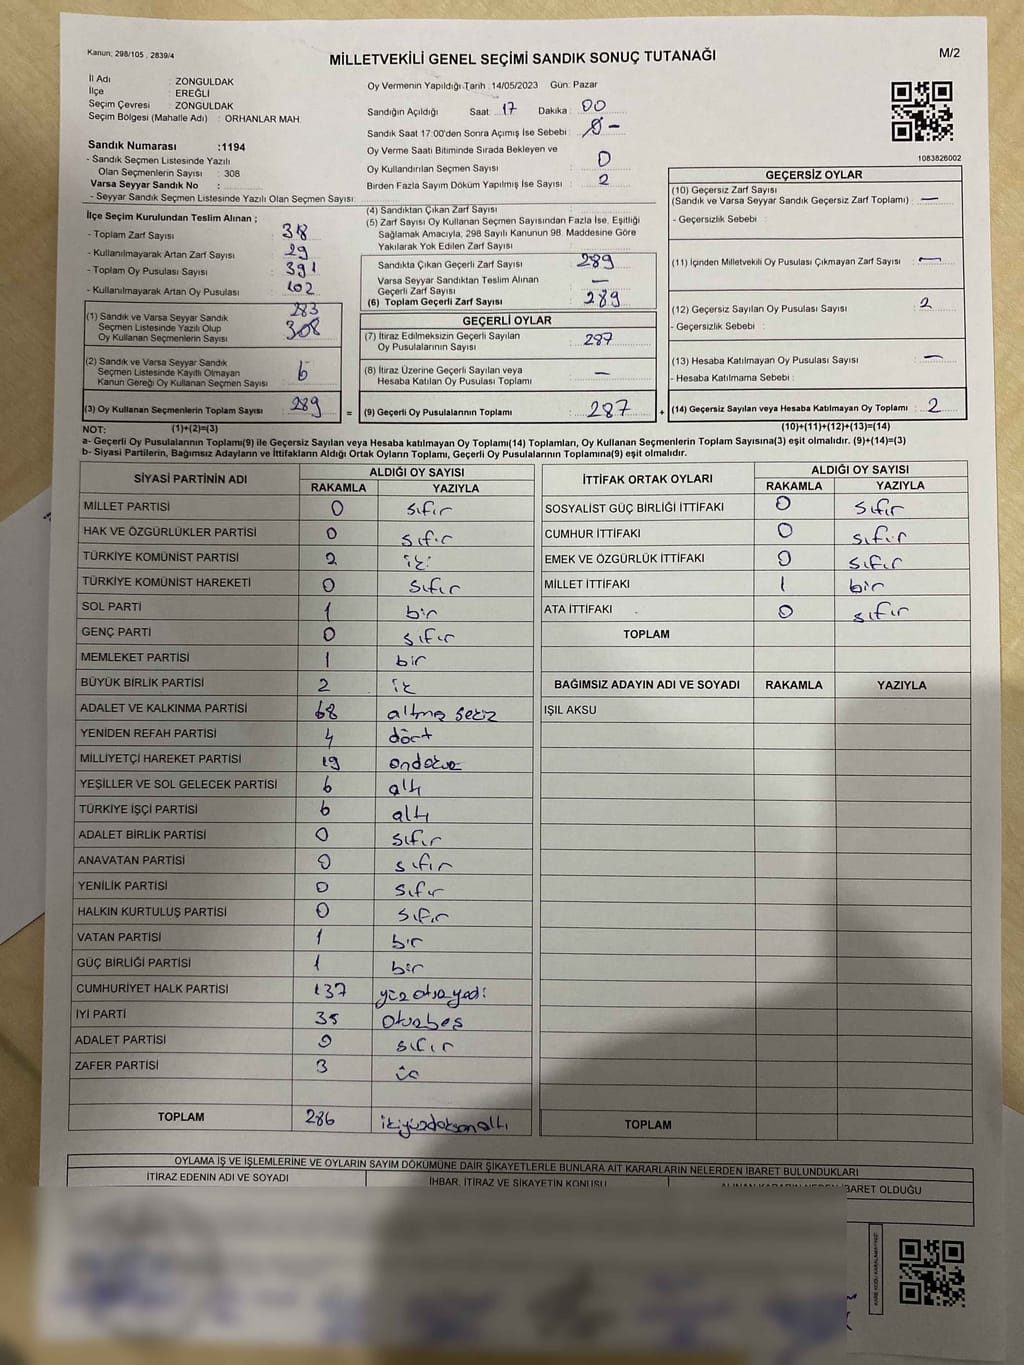 Kanun; 298/105 , 2839/4
MİLLETVEKİLİ GENEL SEÇİMİ SANDIK SONUÇ TUTANAĞI
M/2
İl Adı : ZONGULDAK
İlçe : EREĞLİ
Seçim Çevresi : ZONGULDAK
Seçim Bölgesi (Mahalle Adı) : ORHANLAR MAH.
Sandık Numarası :1194
- Sandık Seçmen Listesinde Yazılı
Olan Seçmenlerin Sayısı : 308
Varsa Seyyar Sandık No :
- Seyyar Sandık Seçmen Listesinde Yazılı Olan Seçmen Sayısı:
Oy Vermenin Yapıldığı Tarih : 14/05/2023 Gün: Pazar
Sandığın Açıldığı Saat : 17 Dakika : 00
Sandık Saat 17:00'den Sonra Açımış İse Sebebi : 0 -
Oy Verme Saati Bitiminde Sırada Bekleyen ve
Oy Kullandırılan Seçmen Sayısı : 0
Birden Fazla Sayım Döküm Yapılmış İse Sayısı : 2
1083826002
İlçe Seçim Kurulundan Teslim Alınan ;
- Toplam Zarf Sayısı : 318
- Kullanılmayarak Artan Zarf Sayısı : 29
- Toplam Oy Pusulası Sayısı : 391
- Kullanılmayarak Artan Oy Pusulası : 102
283
(1) Sandık ve Varsa Seyyar Sandık
Seçmen Listesinde Yazılı Olup
Oy Kullanan Seçmenlerin Sayısı : 308
(2) Sandık ve Varsa Seyyar Sandık
Seçmen Listesinde Kayıtlı Olmayan
Kanun Gereği Oy Kullanan Seçmen Sayısı : 6
(3) Oy Kullanan Seçmenlerin Toplam Sayısı : 289 =
(4) Sandıktan Çıkan Zarf Sayısı :
(5) Zarf Sayısı Oy Kullanan Seçmen Sayısından Fazla İse, Eşitliği
Sağlamak Amacıyla, 298 Sayılı Kanunun 98. Maddesine Göre
Yakılarak Yok Edilen Zarf Sayısı :
Sandıkta Çıkan Geçerli Zarf Sayısı : 289
Varsa Seyyar Sandıktan Teslim Alınan
Geçerli Zarf Sayısı : —
(6) Toplam Geçerli Zarf Sayısı : 289
GEÇERLİ OYLAR
(7) İtiraz Edilmeksizin Geçerli Sayılan
Oy Pusulalarının Sayısı : 287
(8) İtiraz Üzerine Geçerli Sayılan veya
Hesaba Katılan Oy Pusulası Toplamı : —
(9) Geçerli Oy Pusulalarının Toplamı : 287 +
GEÇERSİZ OYLAR
(10) Geçersiz Zarf Sayısı
(Sandık ve Varsa Seyyar Sandık Geçersiz Zarf Toplamı) : —
- Geçersizlik Sebebi :
(11) İçinden Milletvekili Oy Pusulası Çıkmayan Zarf Sayısı : —
(12) Geçersiz Sayılan Oy Pusulası Sayısı : 2
- Geçersizlik Sebebi :
(13) Hesaba Katılmayan Oy Pusulası Sayısı : —
- Hesaba Katılmama Sebebi :
(14) Geçersiz Sayılan veya Hesaba Katılmayan Oy Toplamı : 2
NOT: (1)+(2)=(3)
(10)+(11)+(12)+(13)=(14)
a- Geçerli Oy Pusulalarının Toplamı(9) ile Geçersiz Sayılan veya Hesaba katılmayan Oy Toplamı(14) Toplamları, Oy Kullanan Seçmenlerin Toplam Sayısına(3) eşit olmalıdır. (9)+(14)=(3)
b- Siyasi Partilerin, Bağımsız Adayların ve İttifakların Aldığı Ortak Oyların Toplamı, Geçerli Oy Pusulalarının Toplamına(9) eşit olmalıdır.
SİYASİ PARTİNİN ADI ALDIĞI OY SAYISI
RAKAMLA YAZIYLA
MİLLET PARTİSİ 0 sıfır
HAK VE ÖZGÜRLÜKLER PARTİSİ 0 sıfır
TÜRKİYE KOMÜNİST PARTİSİ 2 iki
TÜRKİYE KOMÜNİST HAREKETİ 0 sıfır
SOL PARTİ 1 bir
GENÇ PARTİ 0 sıfır
MEMLEKET PARTİSİ 1 bir
BÜYÜK BİRLİK PARTİSİ 2 ik
ADALET VE KALKINMA PARTİSİ 68 altmış sekiz
YENİDEN REFAH PARTİSİ 4 dört
MİLLİYETÇİ HAREKET PARTİSİ 19 ondokuz
YEŞİLLER VE SOL GELECEK PARTİSİ 6 altı
TÜRKİYE İŞÇİ PARTİSİ 6 altı
ADALET BİRLİK PARTİSİ 0 sıfır
ANAVATAN PARTİSİ 0 sıfır
YENİLİK PARTİSİ 0 sıfır
HALKIN KURTULUŞ PARTİSİ 0 sıfır
VATAN PARTİSİ 1 bir
GÜÇ BİRLİĞİ PARTİSİ 1 bir
CUMHURİYET HALK PARTİSİ 137 yüz otuz yedi
İYİ PARTİ 35 otuzbeş
ADALET PARTİSİ 0 sıfır
ZAFER PARTİSİ 3 üç
TOPLAM 286 ikiyüzdoksanaltı
İTTİFAK ORTAK OYLARI ALDIĞI OY SAYISI
RAKAMLA YAZIYLA
SOSYALİST GÜÇ BİRLİĞİ İTTİFAKI 0 sıfır
CUMHUR İTTİFAKI 0 sıfır
EMEK VE ÖZGÜRLÜK İTTİFAKI 0 sıfır
MİLLET İTTİFAKI 1 bir
ATA İTTİFAKI 0 sıfır
TOPLAM
BAĞIMSIZ ADAYIN ADI VE SOYADI RAKAMLA YAZIYLA
IŞIL AKSU
TOPLAM
OYLAMA İŞ VE İŞLEMLERİNE VE OYLARIN SAYIM DÖKÜMÜNE DAİR ŞİKAYETLERLE BUNLARA AİT KARARLARIN NELERDEN İBARET BULUNDUKLARI
İTİRAZ EDENİN ADI VE SOYADI İHBAR, İTİRAZ VE ŞİKAYETİN KONUSU ALINAN KARARIN NEDEN İBARET OLDUĞU